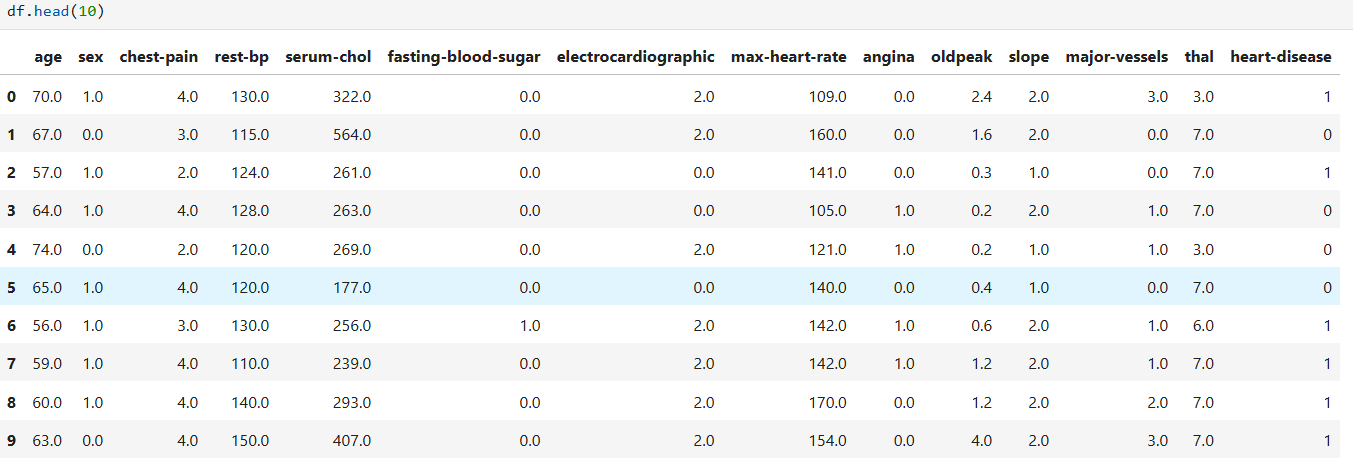 df.head(10)
age sex chest-pain rest-bp serum-chol fasting-blood-sugar electrocardiographic max-heart-rate angina oldpeak slope major-vessels thal heart-disease
0 70.0 1.0 4.0 130.0 322.0 0.0 2.0 109.0 0.0 2.4 2.0 3.0 3.0 1
1 67.0 0.0 3.0 115.0 564.0 0.0 2.0 160.0 0.0 1.6 2.0 0.0 7.0 0
2 57.0 1.0 2.0 124.0 261.0 0.0 0.0 141.0 0.0 0.3 1.0 0.0 7.0 1
3 64.0 1.0 4.0 128.0 263.0 0.0 0.0 105.0 1.0 0.2 2.0 1.0 7.0 0
4 74.0 0.0 2.0 120.0 269.0 0.0 2.0 121.0 1.0 0.2 1.0 1.0 3.0 0
5 65.0 1.0 4.0 120.0 177.0 0.0 0.0 140.0 0.0 0.4 1.0 0.0 7.0 0
6 56.0 1.0 3.0 130.0 256.0 1.0 2.0 142.0 1.0 0.6 2.0 1.0 6.0 1
7 59.0 1.0 4.0 110.0 239.0 0.0 2.0 142.0 1.0 1.2 2.0 1.0 7.0 1
8 60.0 1.0 4.0 140.0 293.0 0.0 2.0 170.0 0.0 1.2 2.0 2.0 7.0 1
9 63.0 0.0 4.0 150.0 407.0 0.0 2.0 154.0 0.0 4.0 2.0 3.0 7.0 1